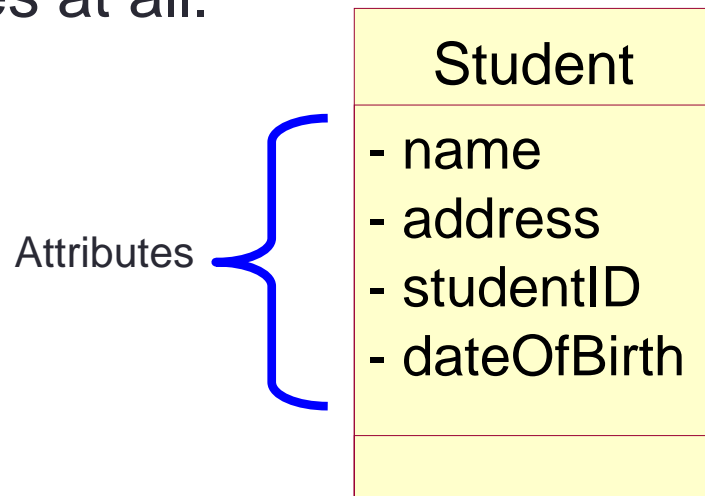 es at all.
Student
- name
- address
Attributes
- studentID
- dateOfBirth